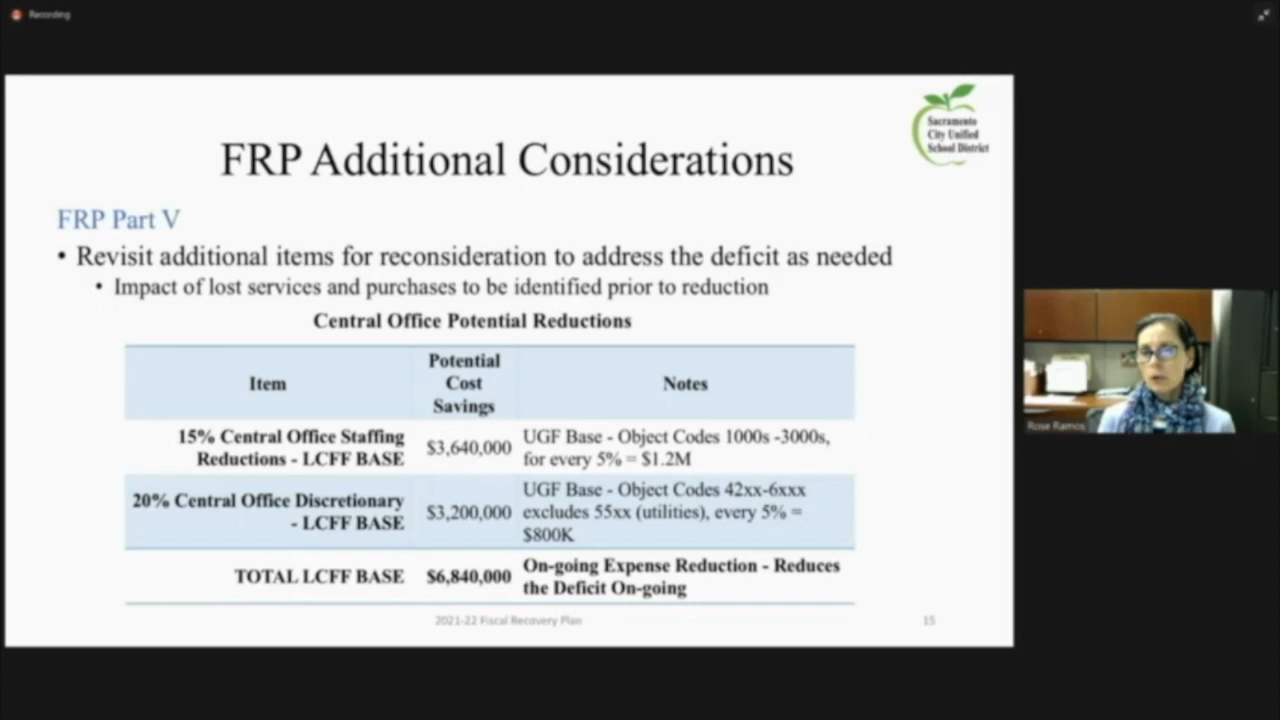 Recording
Sacramento
City Unified
School District
FRP Additional Considerations
FRP Part V
• Revisit additional items for reconsideration to address the deficit as needed
• Impact of lost services and purchases to be identified prior to reduction
Central Office Potential Reductions
Item
Potential
Cost
Savings
Notes
15% Central Office Staffing
Reductions - LCFF BASE
$3,640,000
UGF Base - Object Codes 1000s -3000s,
for every 5% = $1.2M
20% Central Office Discretionary
- LCFF BASE
$3,200,000
UGF Base - Object Codes 42xx-6xxx
excludes 55xx (utilities), every 5% =
$800K
TOTAL LCFF BASE
$6,840,000
On-going Expense Reduction - Reduces
the Deficit On-going
2021-22 Fiscal Recovery Plan
15
Rose Ramos